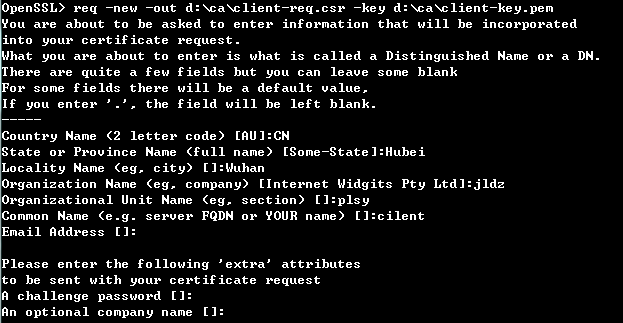 OpenSSL> req -new -out d:\ca\client-req.csr -key d:\ca\client-key.pem
You are about to be asked to enter information that will be incorporated
into your certificate request.
What you are about to enter is what is called a Distinguished Name or a DN.
There are quite a few fields but you can leave some blank
For some fields there will be a default value,
If you enter '.', the field will be left blank.
-----
Country Name (2 letter code) [AU]:CN
State or Province Name (full name) [Some-State]:Hubei
Locality Name (eg, city) []:Wuhan
Organization Name (eg, company) [Internet Widgits Pty Ltd]:jldz
Organizational Unit Name (eg, section) []:plsy
Common Name (e.g. server FQDN or YOUR name) []:cilent
Email Address []:
Please enter the following 'extra' attributes
to be sent with your certificate request
A challenge password []:
An optional company name []: